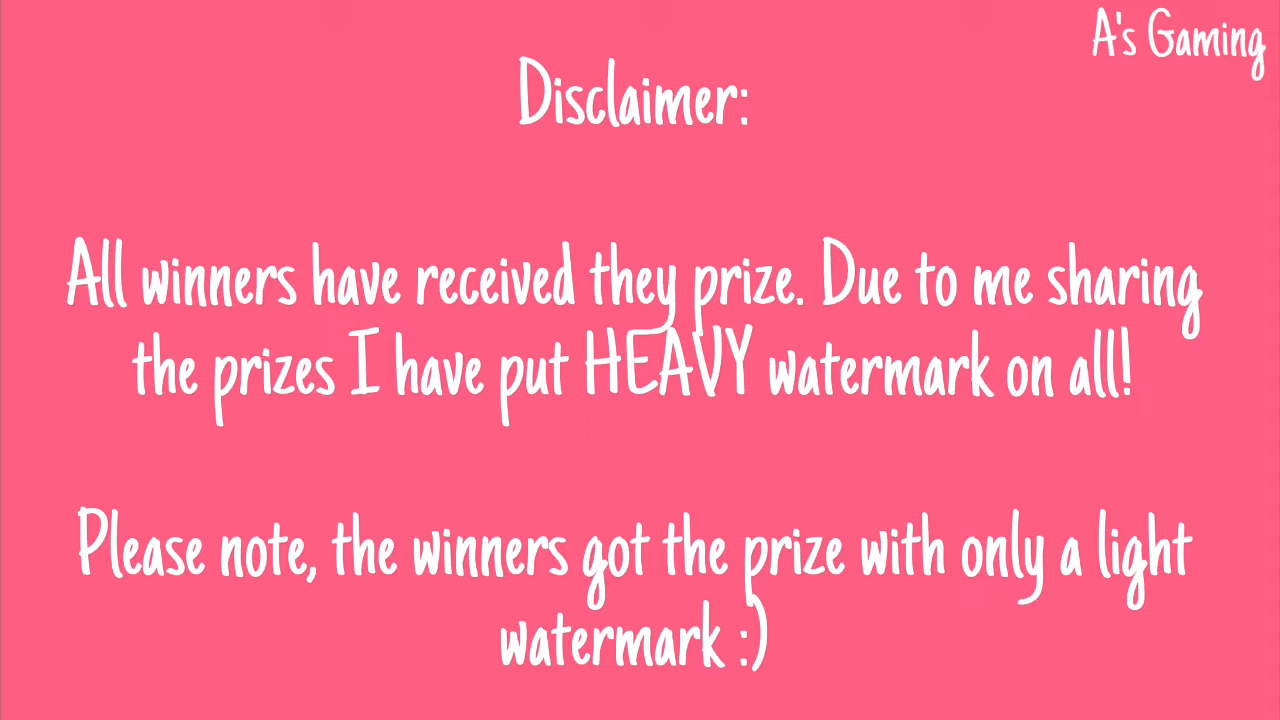 A's Gaming
Disclaimer:
All winners have received they prize. Due to me sharing
the prizes I have put HEAVY watermark on all!
Please note, the winners got the prize with only a light
watermark :)